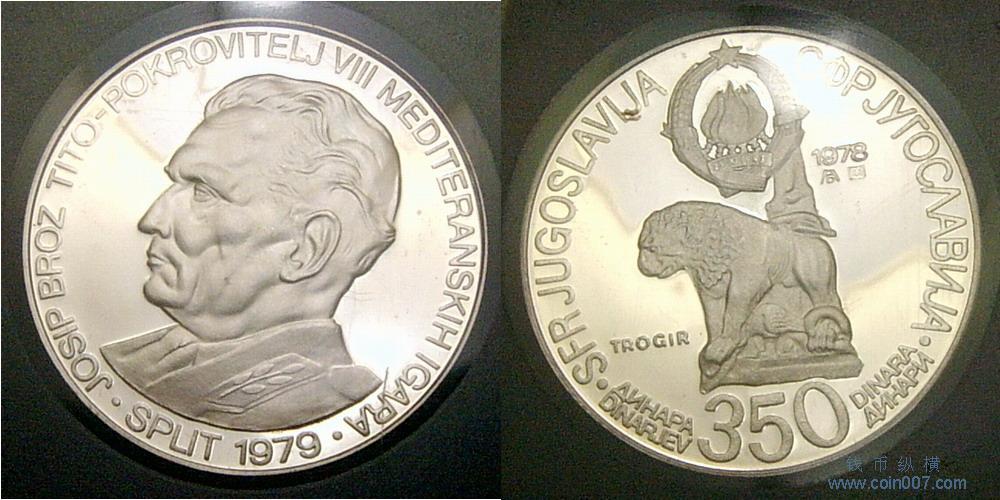 JOSIP BROZ TITO-POKROVITELJ VIII MEDITERANSKIH IGARA
· SPLIT 1979 ·
· SFR JUGOSLAVIJA
СФР ЈУГОСЛАВИЈА ·
1978
TROGIR
ДИНАРА
DINARJEV
350
DINARA
ДИНАРИ
钱币纵横
www.coin007.com